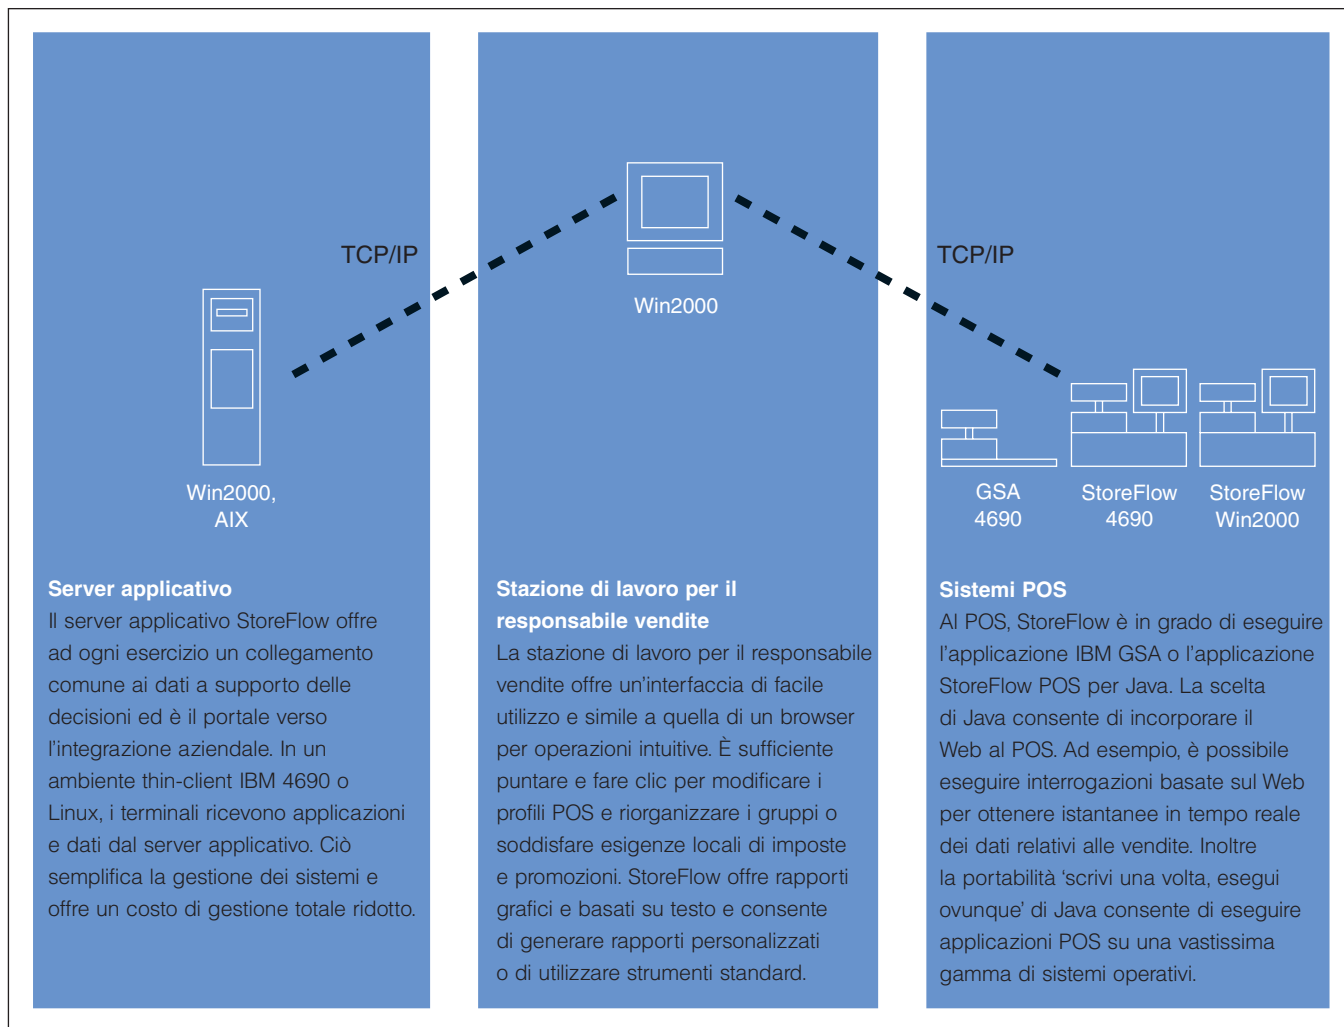 TCP/IP
Win2000,
AIX
Server applicativo
Il server applicativo StoreFlow offre
ad ogni esercizio un collegamento
comune ai dati a supporto delle
decisioni ed è il portale verso
l'integrazione aziendale. In un
ambiente thin-client IBM 4690 o
Linux, i terminali ricevono applicazioni
e dati dal server applicativo. Ciò
semplifica la gestione dei sistemi e
offre un costo di gestione totale ridotto.
Win2000
Stazione di lavoro per il
responsabile vendite
La stazione di lavoro per il responsabile
vendite offre un'interfaccia di facile
utilizzo e simile a quella di un browser
per operazioni intuitive. È sufficiente
puntare e fare clic per modificare i
profili POS e riorganizzare i gruppi o
soddisfare esigenze locali di imposte
e promozioni. StoreFlow offre rapporti
grafici e basati su testo e consente
di generare rapporti personalizzati
o di utilizzare strumenti standard.
TCP/IP
GSA
4690
StoreFlow
4690
StoreFlow
Win2000
Sistemi POS
Al POS, StoreFlow è in grado di eseguire
l'applicazione IBM GSA o l'applicazione
StoreFlow POS per Java. La scelta
di Java consente di incorporare il
Web al POS. Ad esempio, è possibile
eseguire interrogazioni basate sul Web
per ottenere istantanee in tempo reale
dei dati relativi alle vendite. Inoltre
la portabilità 'scrivi una volta, esegui
ovunque' di Java consente di eseguire
applicazioni POS su una vastissima
gamma di sistemi operativi.